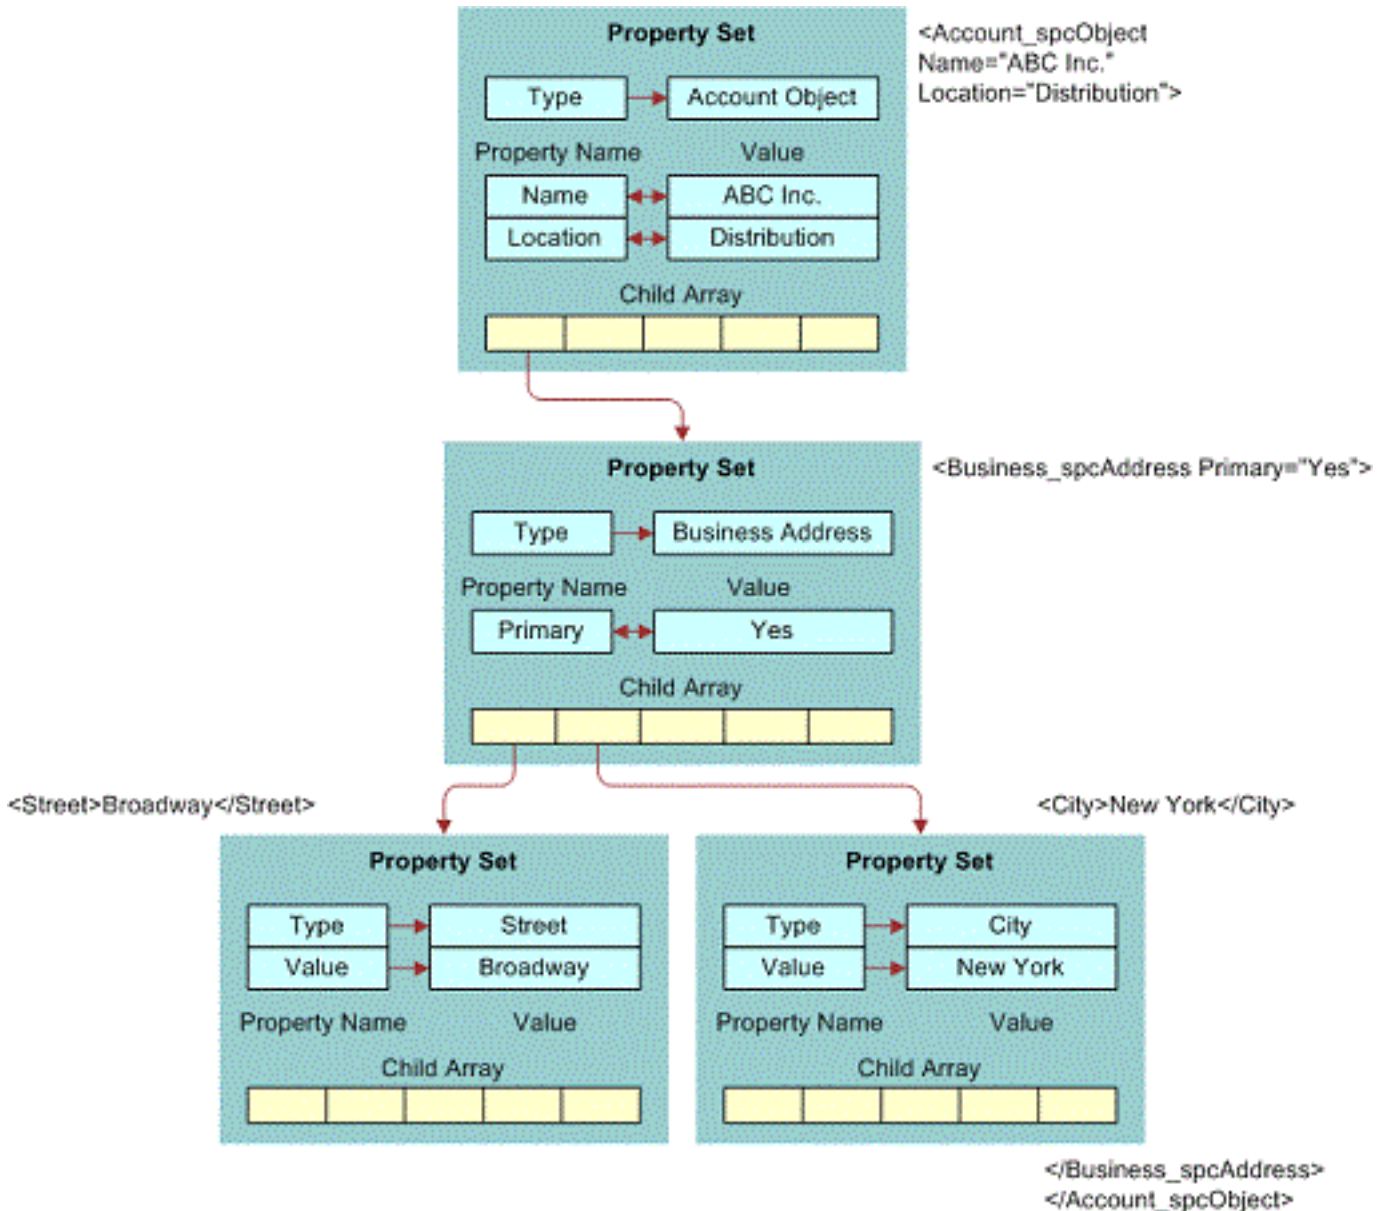 Property Set
<Account_spcObject
Name="ABC Inc."
Location="Distribution">
Type Account Object
Property Name Value
Name ABC Inc.
Location Distribution
Child Array
Property Set
<Business_spcAddress Primary="Yes">
Type Business Address
Property Name Value
Primary Yes
Child Array
<Street>Broadway</Street>
<City>New York</City>
Property Set
Type Street
Value Broadway
Property Name Value
Child Array
Property Set
Type City
Value New York
Property Name Value
Child Array
</Business_spcAddress>
</Account_spcObject>